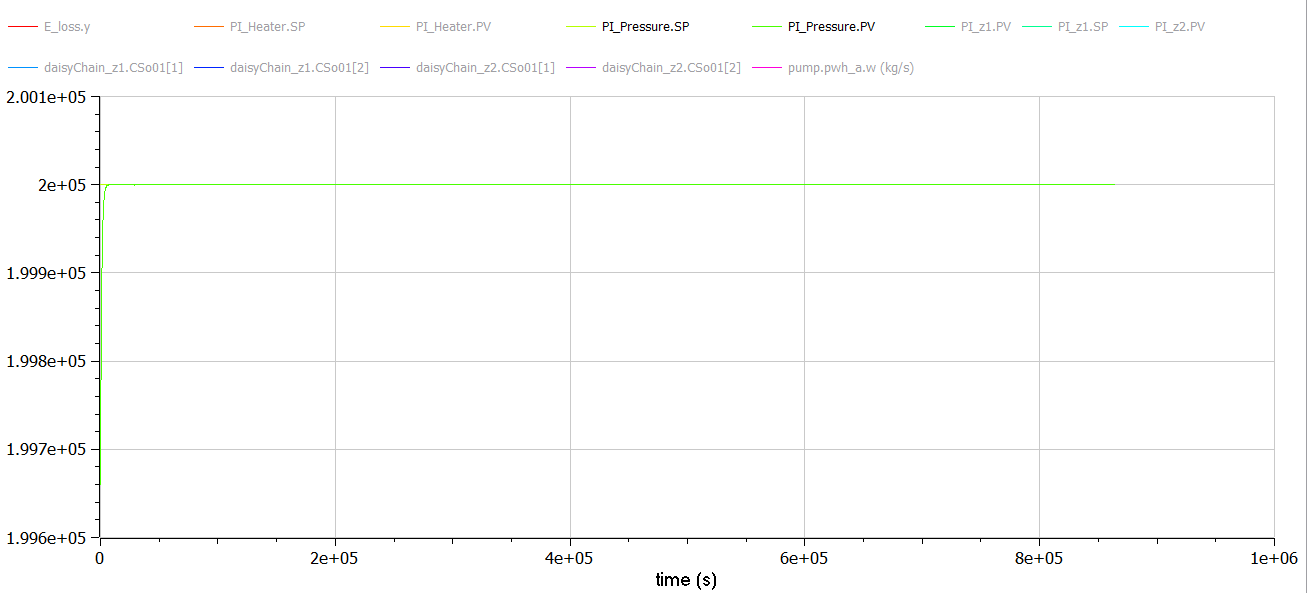 E_loss.y PI_Heater.SP PI_Heater.PV PI_Pressure.SP PI_Pressure.PV PI_z1.PV PI_z1.SP PI_z2.PV
daisyChain_z1.CSo01[1] daisyChain_z1.CSo01[2] daisyChain_z2.CSo01[1] daisyChain_z2.CSo01[2] pump.pwh_a.w (kg/s)
2.001e+05
2e+05
1.999e+05
1.998e+05
1.997e+05
1.996e+05
0 2e+05 4e+05 6e+05 8e+05 1e+06
time (s)